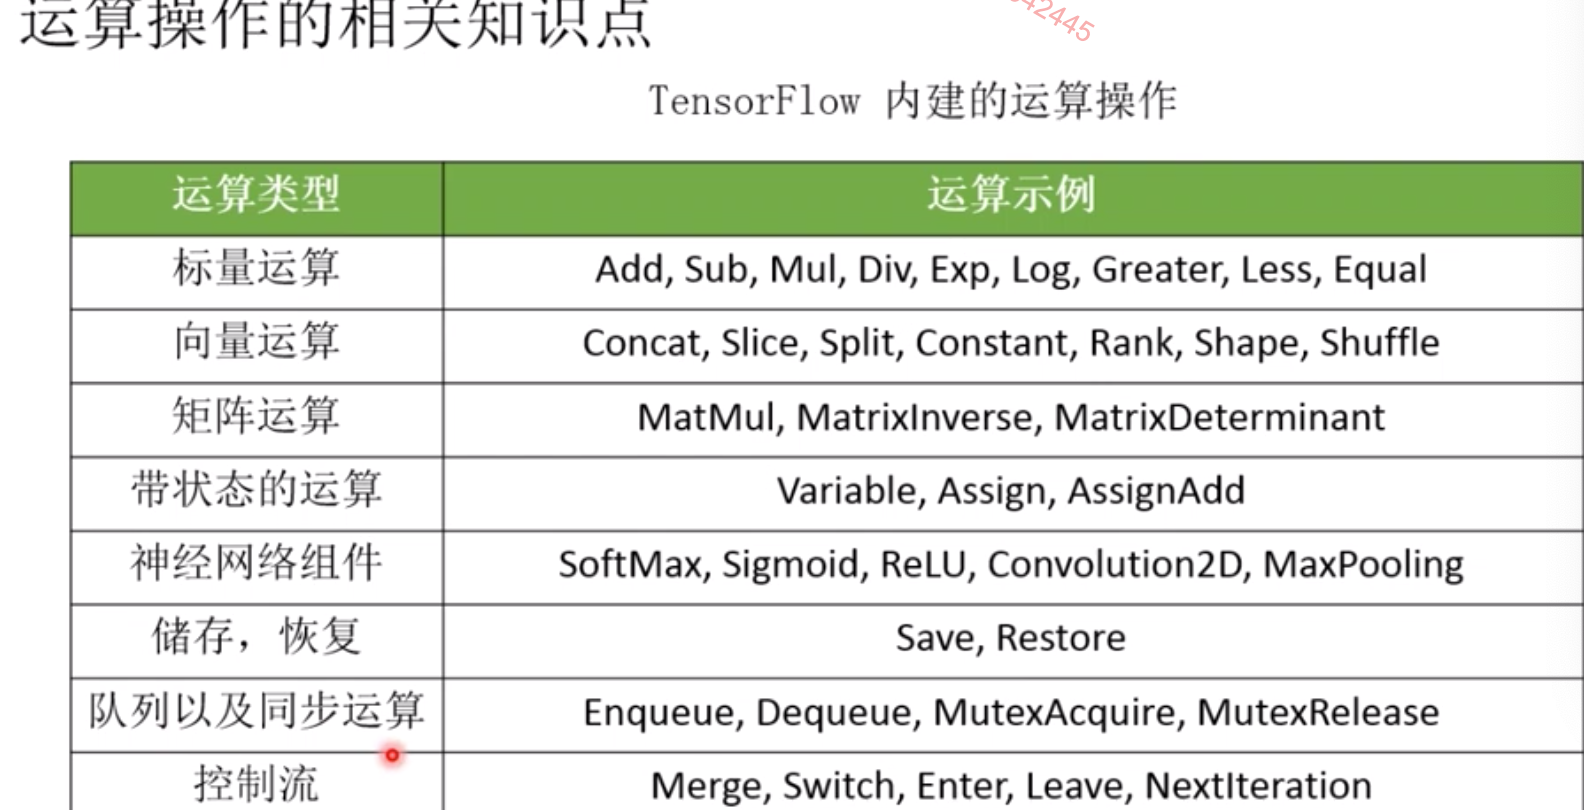 运算操作的相关知识点
42445
TensorFlow 内建的运算操作
运算类型 运算示例
标量运算 Add, Sub, Mul, Div, Exp, Log, Greater, Less, Equal
向量运算 Concat, Slice, Split, Constant, Rank, Shape, Shuffle
矩阵运算 MatMul, MatrixInverse, MatrixDeterminant
带状态的运算 Variable, Assign, AssignAdd
神经网络组件 SoftMax, Sigmoid, ReLU, Convolution2D, MaxPooling
储存，恢复 Save, Restore
队列以及同步运算 Enqueue, Dequeue, MutexAcquire, MutexRelease
控制流 Merge, Switch, Enter, Leave, NextIteration